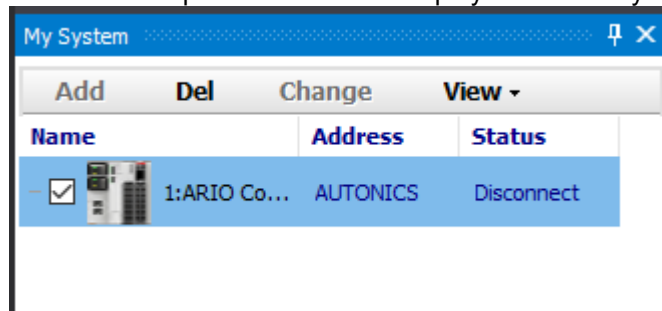 My System
Add Del Change View
Name Address Status
1:ARIO Co... AUTONICS Disconnect